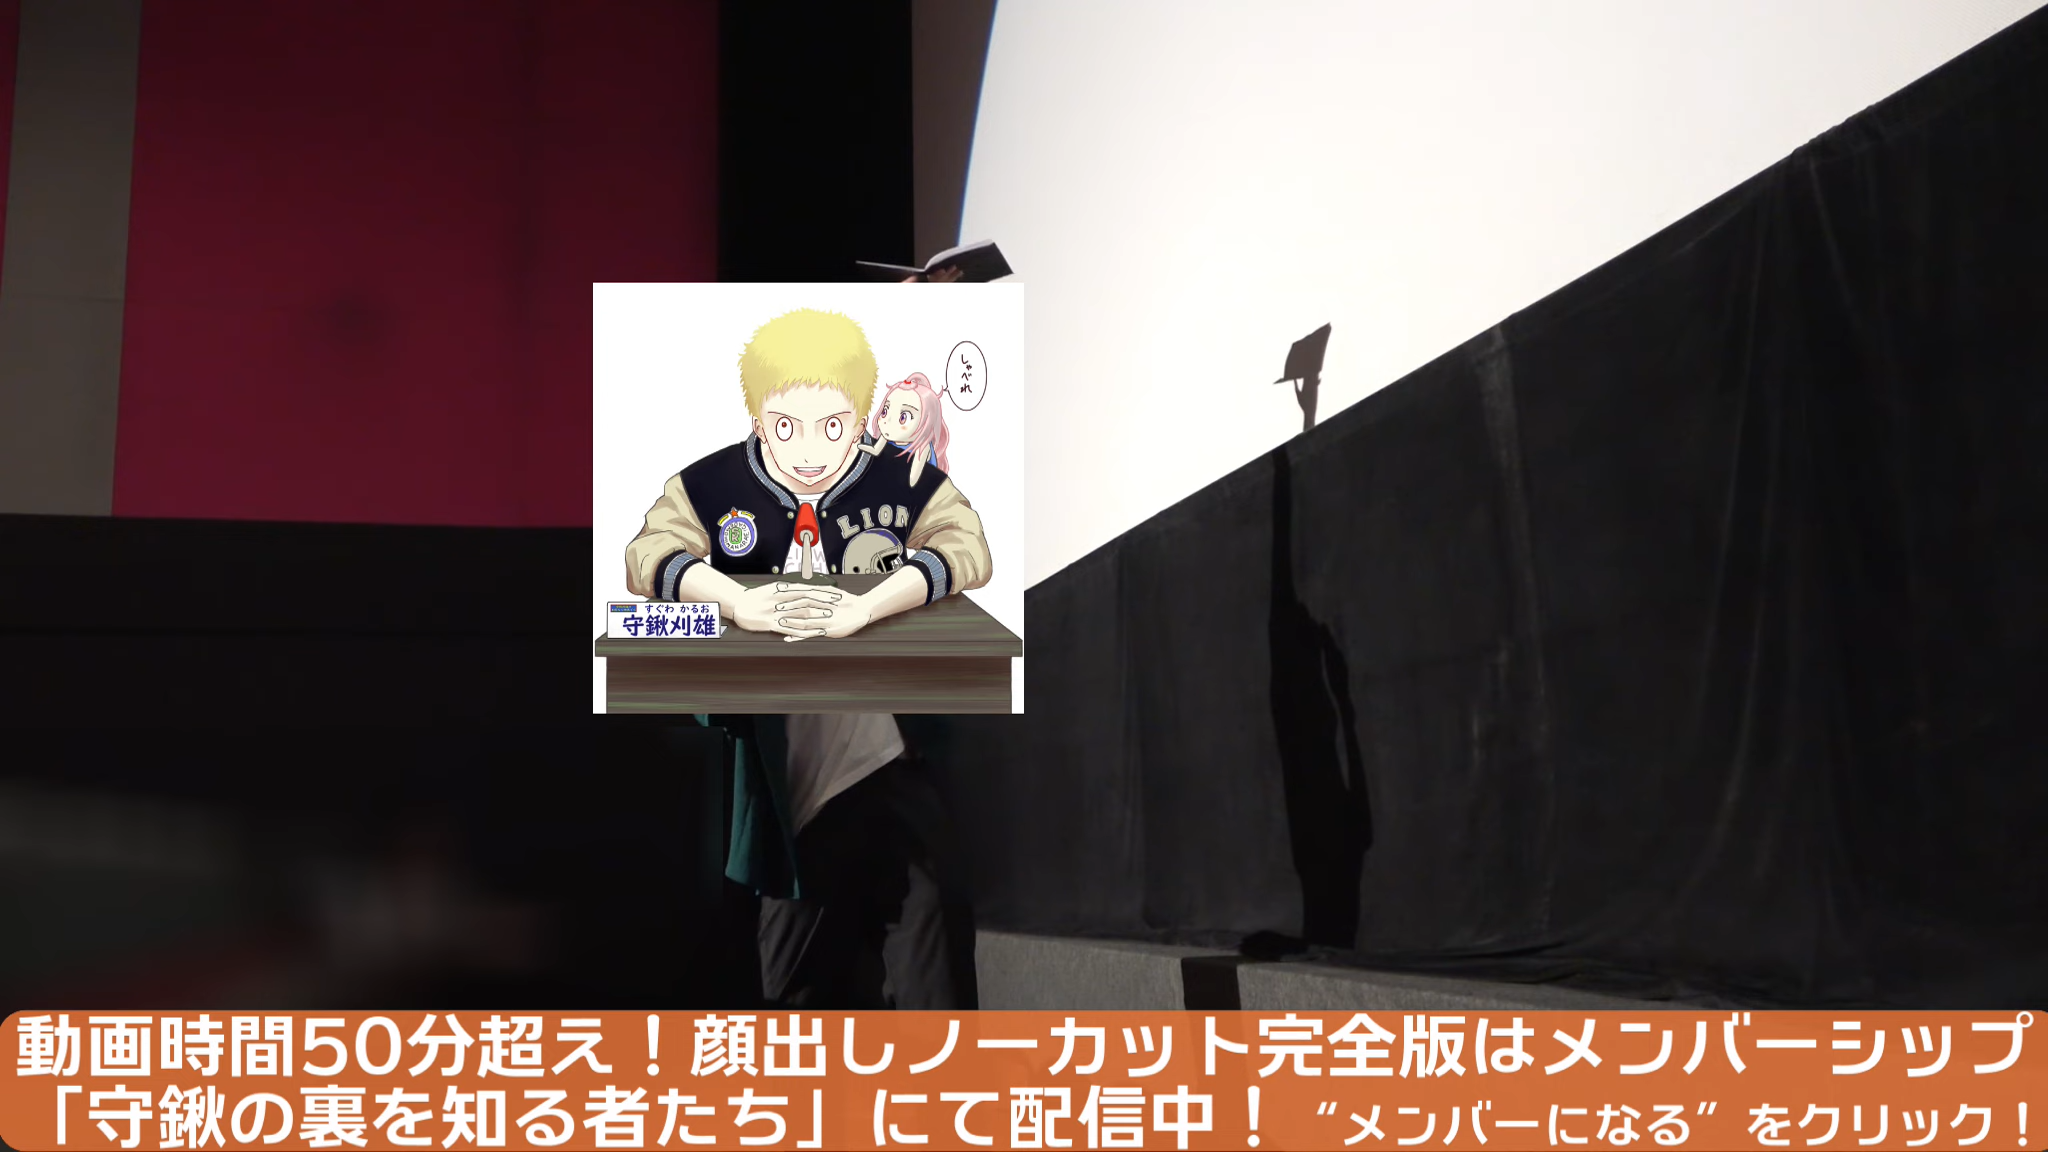 しゃべれ
LION
すぐわ かるお
守鍬刈雄
動画時間50分超え！顔出しノーカット完全版はメンバーシップ
「守鍬の裏を知る者たち」にて配信中！ “メンバーになる” をクリック！